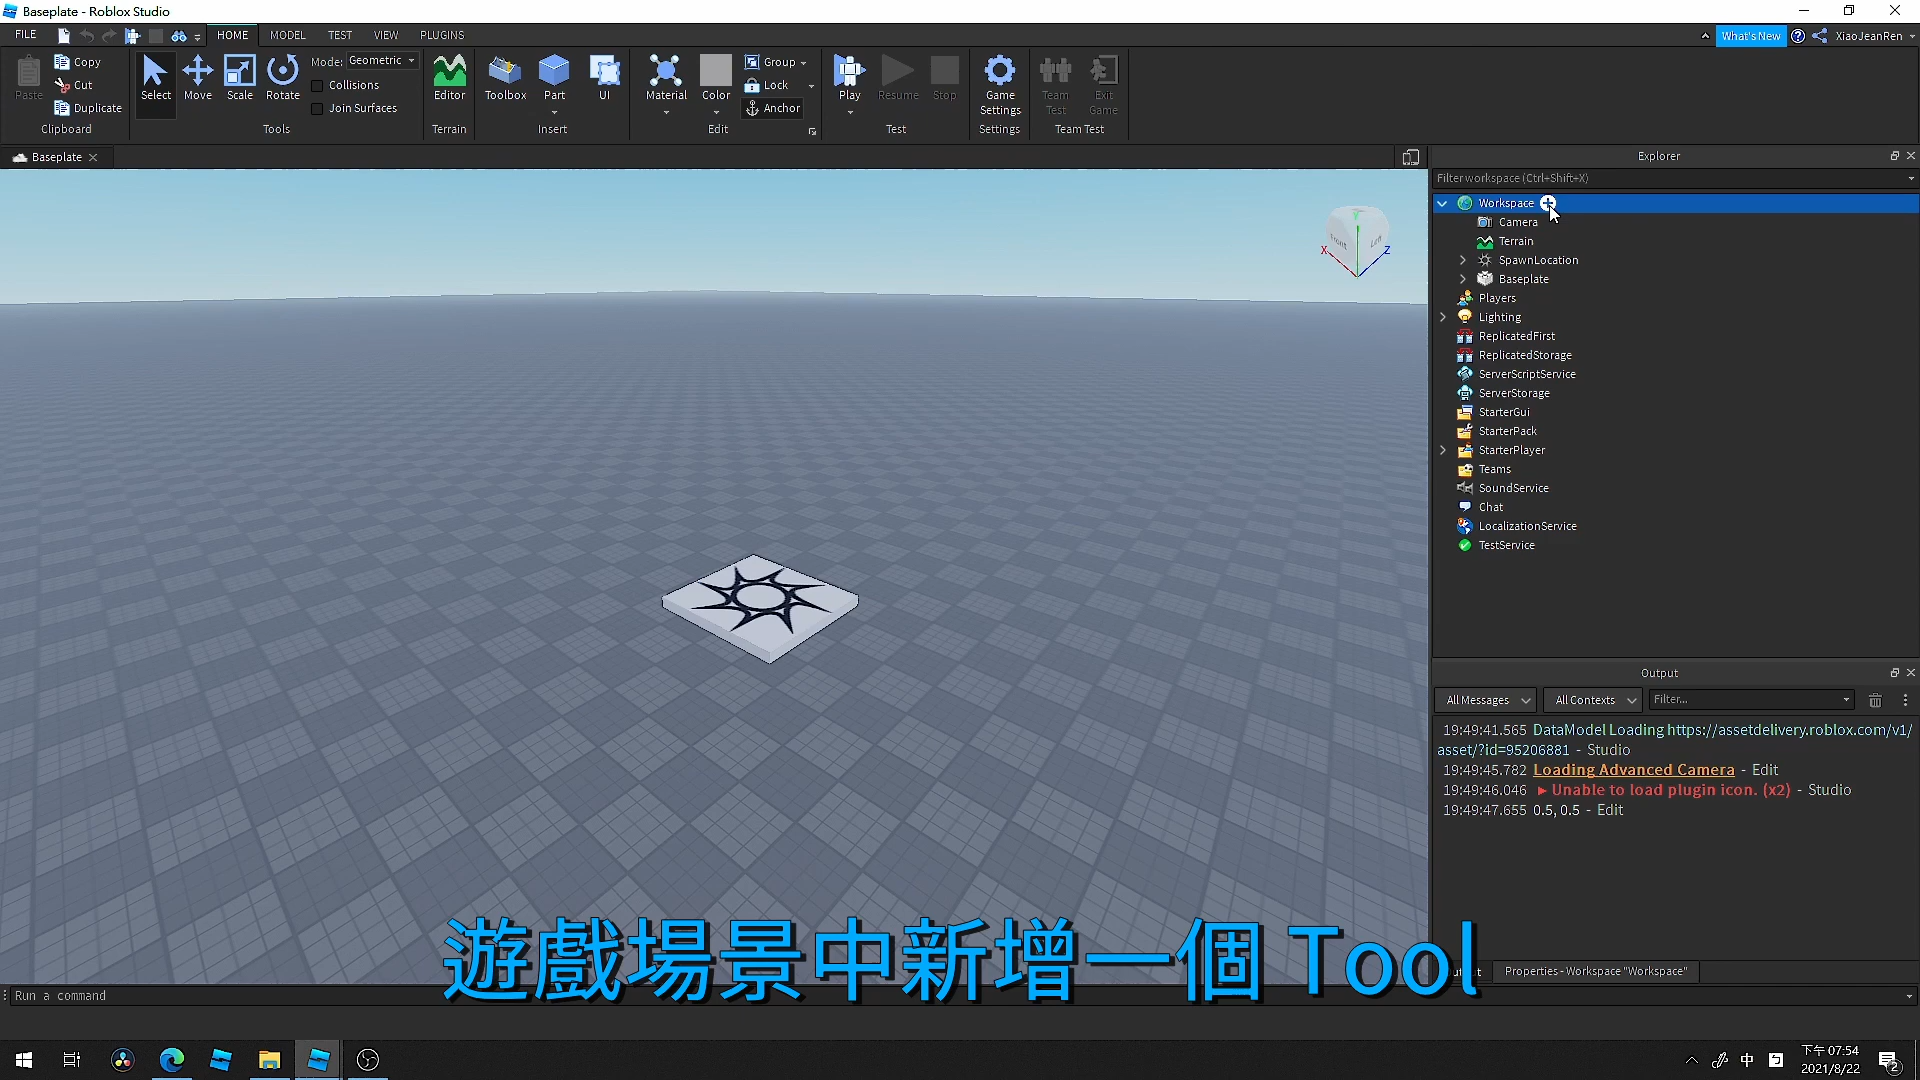 Baseplate - Roblox Studio
FILE
HOME
MODEL
TEST
VIEW
PLUGINS
What's New
XiaoJeanRen
Paste
Copy
Cut
Duplicate
Clipboard
Select
Move
Scale
Rotate
Mode: Geometric
Collisions
Join Surfaces
Tools
Editor
Terrain
Toolbox
Part
UI
Insert
Material
Color
Group
Lock
Anchor
Edit
Play
Resume
Stop
Test
Game
Settings
Settings
Team
Test
Exit
Game
Team Test
Baseplate
Explorer
Filter workspace (Ctrl+Shift+X)
Workspace
Camera
Terrain
SpawnLocation
Baseplate
Players
Lighting
ReplicatedFirst
ReplicatedStorage
ServerScriptService
ServerStorage
StarterGui
StarterPack
StarterPlayer
Teams
SoundService
Chat
LocalizationService
TestService
Front
Left
X
Y
Z
Output
All Messages
All Contexts
Filter...
19:49:41.565 DataModel Loading https://assetdelivery.roblox.com/v1/
asset/?id=95206881 - Studio
19:49:45.782 Loading Advanced Camera - Edit
19:49:46.046 ► Unable to load plugin icon. (x2) - Studio
19:49:47.655 0.5, 0.5 - Edit
遊戲場景中新增一個 Tool
Properties - Workspace "Workspace"
Run a command
中
下午 07:54
2021/8/22
2